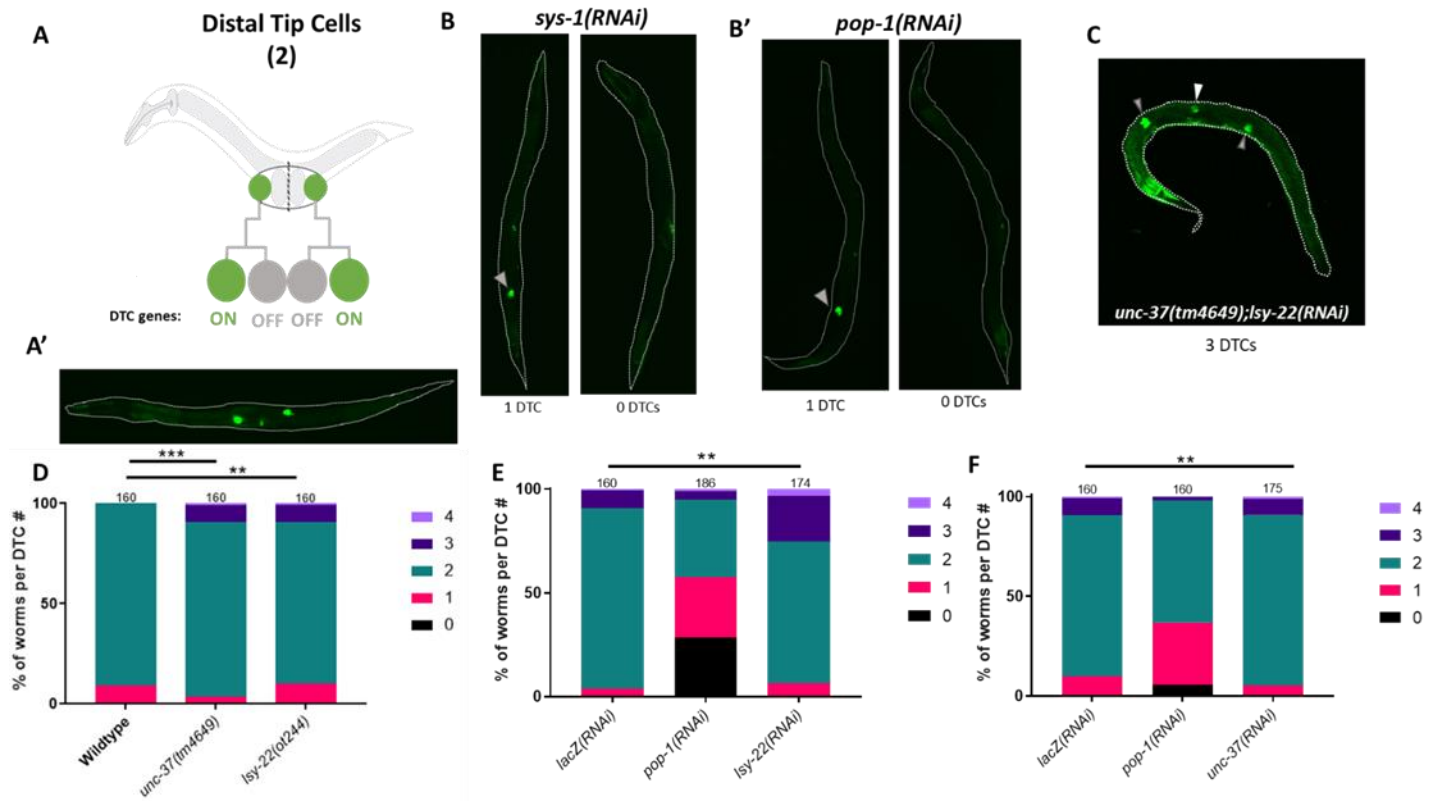 A
Distal Tip Cells
(2)
DTC genes:
ON
OFF
OFF
ON
A′
B
sys-1(RNAi)
1 DTC
0 DTCs
B′
pop-1(RNAi)
1 DTC
0 DTCs
C
unc-37(tm4649);lsy-22(RNAi)
3 DTCs
D
***
**
160
160
160
100
50
0
% of worms per DTC #
Wildtype
unc-37(tm4649)
lsy-22(ot244)
4
3
2
1
0
E
**
160
186
174
100
50
0
% of worms per DTC #
lacZ(RNAi)
pop-1(RNAi)
lsy-22(RNAi)
4
3
2
1
0
F
**
160
160
175
100
50
0
% of worms per DTC #
lacZ(RNAi)
pop-1(RNAi)
unc-37(RNAi)
4
3
2
1
0